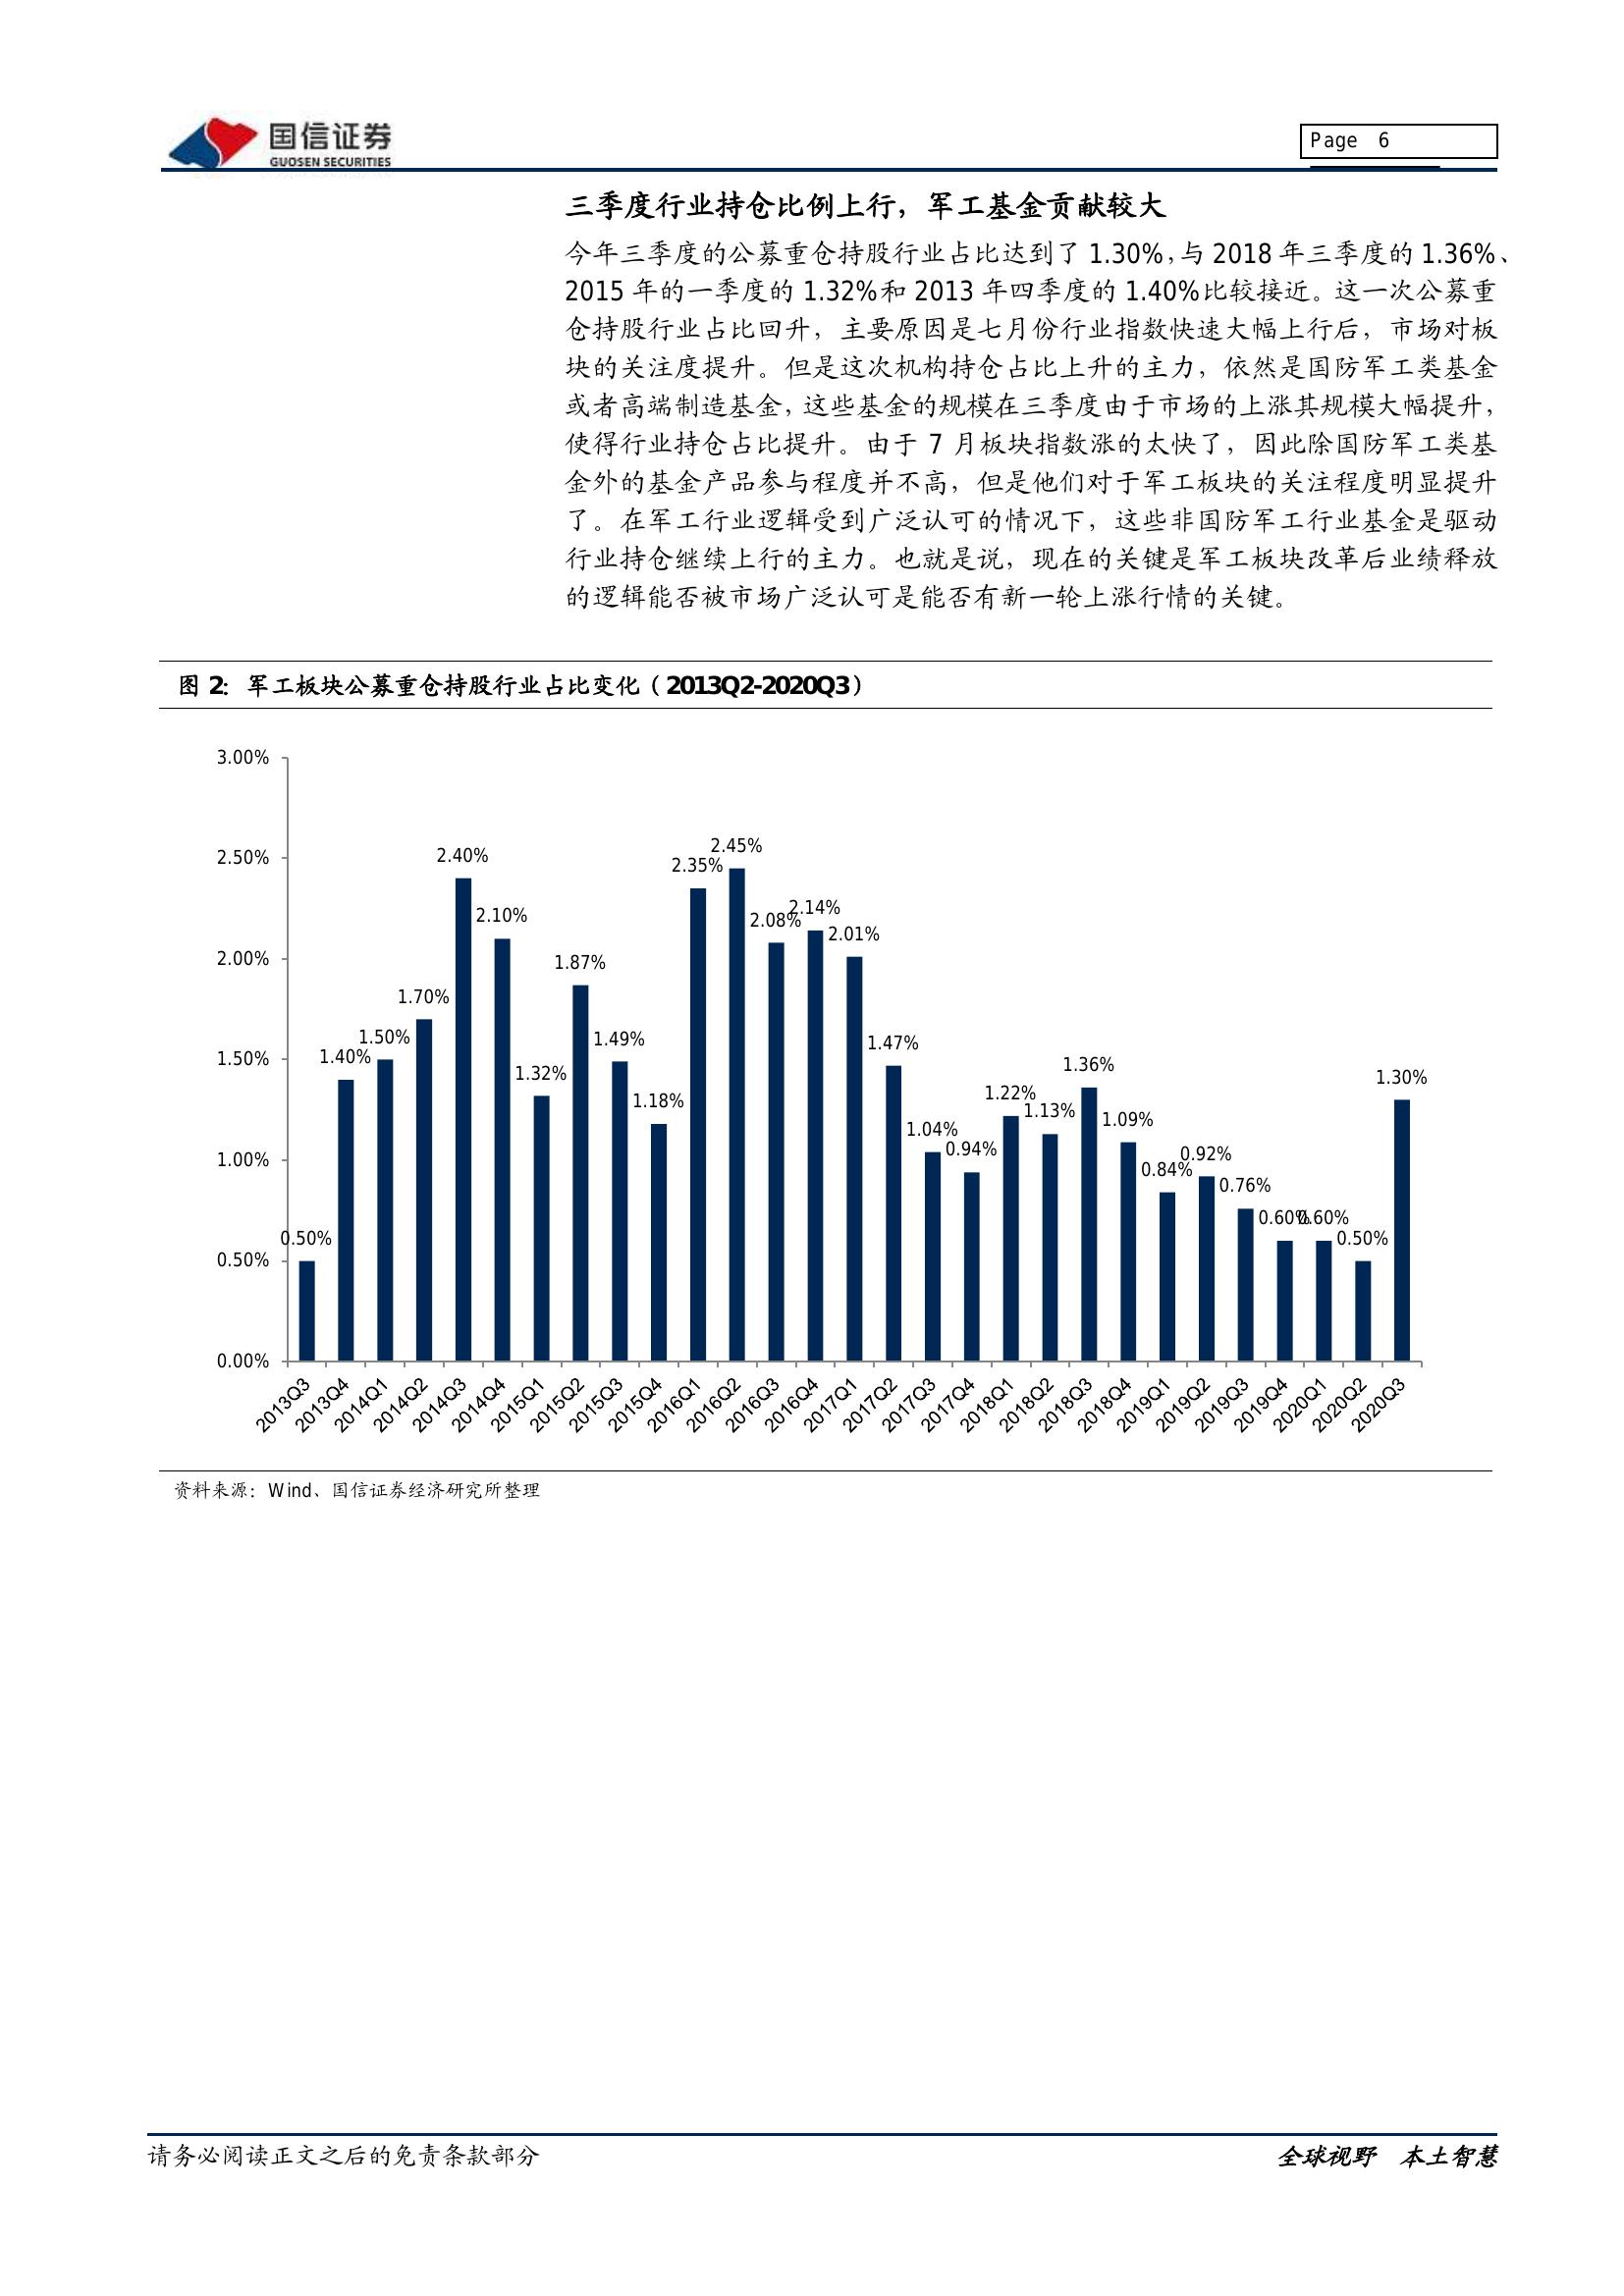 国信证券
GUOSEN SECURITIES
Page 6
三季度行业持仓比例上行，军工基金贡献较大
今年三季度的公募重仓持股行业占比达到了 1.30%，与 2018 年三季度的 1.36%、
2015 年的一季度的 1.32%和 2013 年四季度的 1.40%比较接近。这一次公募重
仓持股行业占比回升，主要原因是七月份行业指数快速大幅上行后，市场对板
块的关注度提升。但是这次机构持仓占比上升的主力，依然是国防军工类基金
或者高端制造基金，这些基金的规模在三季度由于市场的上涨其规模大幅提升，
使得行业持仓占比提升。由于 7 月板块指数涨的太快了，因此除国防军工类基
金外的基金产品参与程度并不高，但是他们对于军工板块的关注程度明显提升
了。在军工行业逻辑受到广泛认可的情况下，这些非国防军工行业基金是驱动
行业持仓继续上行的主力。也就是说，现在的关键是军工板块改革后业绩释放
的逻辑能否被市场广泛认可是能否有新一轮上涨行情的关键。
图 2：军工板块公募重仓持股行业占比变化（2013Q2-2020Q3）
3.00%
2.50%
2.00%
1.50%
1.00%
0.50%
0.00%
0.50%
1.40%
1.50%
1.70%
2.40%
2.10%
1.32%
1.87%
1.49%
1.18%
2.35%
2.45%
2.08%
2.14%
2.01%
1.47%
1.04%
0.94%
1.22%
1.13%
1.36%
1.09%
0.84%
0.92%
0.76%
0.60%
0.60%
0.50%
1.30%
2013Q3
2013Q4
2014Q1
2014Q2
2014Q3
2014Q4
2015Q1
2015Q2
2015Q3
2015Q4
2016Q1
2016Q2
2016Q3
2016Q4
2017Q1
2017Q2
2017Q3
2017Q4
2018Q1
2018Q2
2018Q3
2018Q4
2019Q1
2019Q2
2019Q3
2019Q4
2020Q1
2020Q2
2020Q3
资料来源：Wind、国信证券经济研究所整理
请务必阅读正文之后的免责条款部分
全球视野 本土智慧